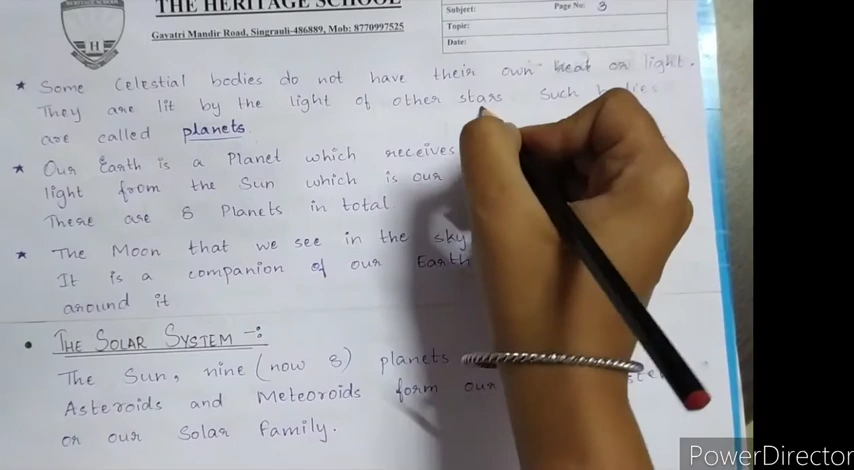 THE HERITAGE SCHOOL
Gayatri Mandir Road, Singrauli-486889, Mob: 8770997525
Subject:
Page No: 3
Topic:
Date:
H
★ Some Celestial bodies do not have their own heat or light.
They are lit by the light of other stars Such bodies
are called planets.
★ Our Earth is a Planet which receives
light from the Sun which is our
There are 8 Planets in total
★ The Moon that we see in the sky
It is a companion of our Earth
around it
• THE SOLAR SYSTEM -:
The Sun, nine (now 8) planets
Asteroids and Meteoroids form our
or our Solar Family.
PowerDirector